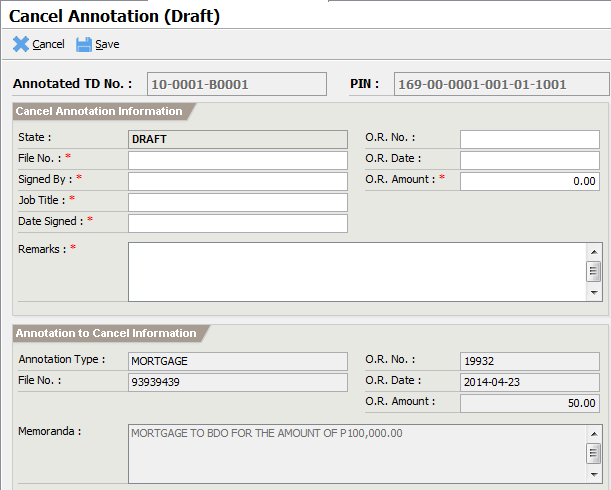 Cancel Annotation (Draft)
Cancel Save
Annotated TD No. : 10-0001-B0001 PIN : 169-00-0001-001-01-1001
Cancel Annotation Information
State : DRAFT O.R. No. :
File No. : * O.R. Date :
Signed By : * O.R. Amount : * 0.00
Job Title : *
Date Signed : *
Remarks : *
Annotation to Cancel Information
Annotation Type : MORTGAGE O.R. No. : 19932
File No. : 93939439 O.R. Date : 2014-04-23
O.R. Amount : 50.00
Memoranda : MORTGAGE TO BDO FOR THE AMOUNT OF P100,000.00